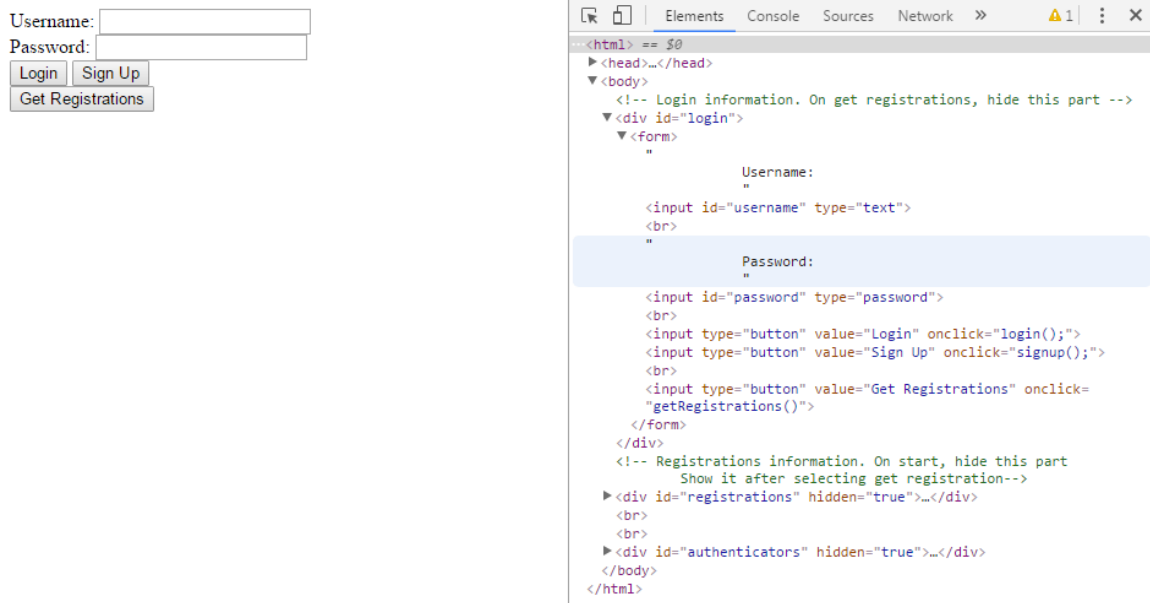 Username:
Password:
Login Sign Up
Get Registrations
Elements Console Sources Network » 1
…<html> == $0
<head>…</head>
<body>
<!-- Login information. On get registrations, hide this part -->
<div id="login">
<form>
"
Username:
"
<input id="username" type="text">
<br>
"
Password:
"
<input id="password" type="password">
<br>
<input type="button" value="Login" onclick="login();">
<input type="button" value="Sign Up" onclick="signup();">
<br>
<input type="button" value="Get Registrations" onclick=
"getRegistrations()">
</form>
</div>
<!-- Registrations information. On start, hide this part
Show it after selecting get registration-->
<div id="registrations" hidden="true">…</div>
<br>
<br>
<div id="authenticators" hidden="true">…</div>
</body>
</html>